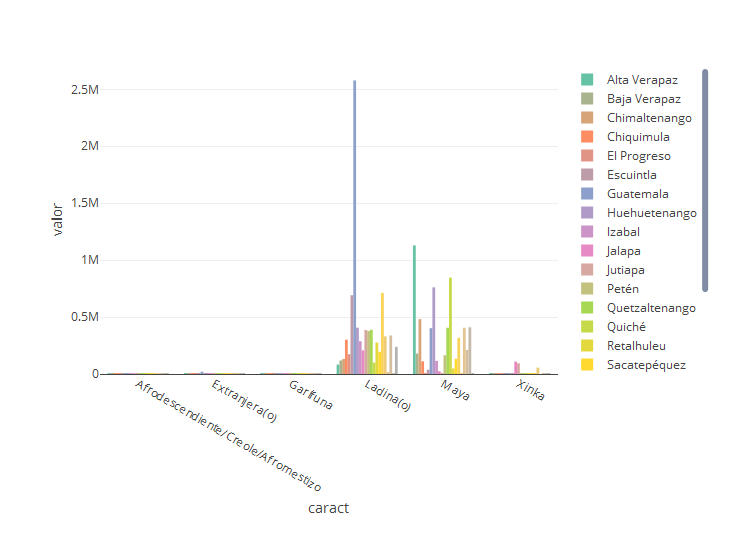 2.5M
2M
1.5M
1M
0.5M
0
valor
Afrodescendiente/Creole/Afromestizo
Extranjera(o)
Garífuna
Ladina(o)
Maya
Xinka
caract
Alta Verapaz
Baja Verapaz
Chimaltenango
Chiquimula
El Progreso
Escuintla
Guatemala
Huehuetenango
Izabal
Jalapa
Jutiapa
Petén
Quetzaltenango
Quiché
Retalhuleu
Sacatepéquez